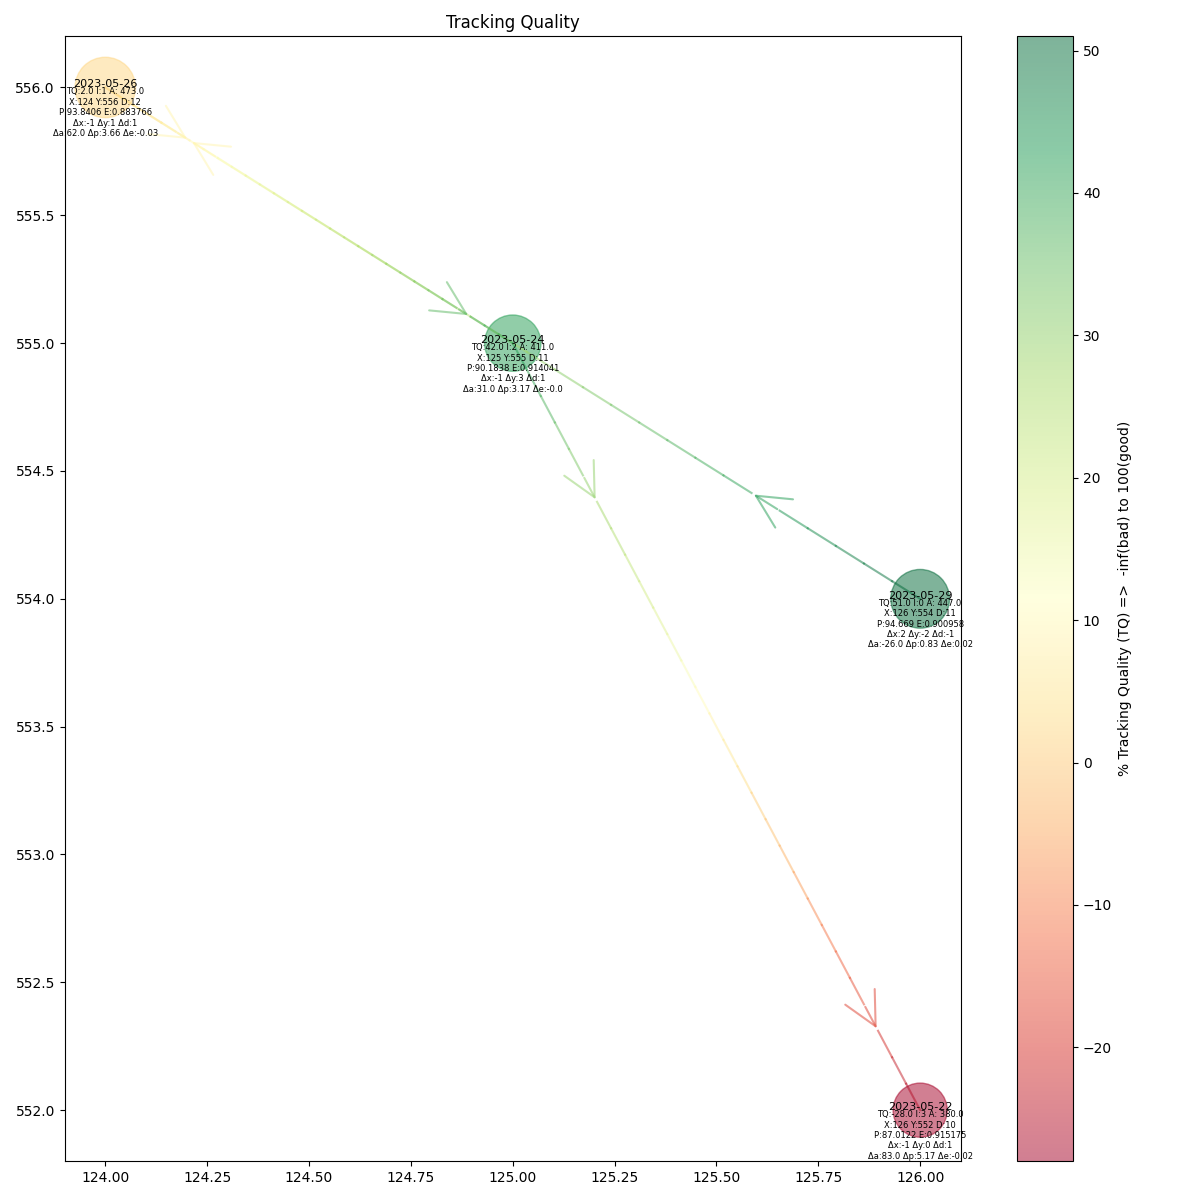 Tracking Quality
556.0
555.5
555.0
554.5
554.0
553.5
553.0
552.5
552.0
124.00
124.25
124.50
124.75
125.00
125.25
125.50
125.75
126.00
2023-05-26
TQ:2.0 I:1 A: 473.0
X:124 Y:556 D:12
P:93.8406 E:0.883766
Δx:-1 Δy:1 Δd:1
Δa:62.0 Δp:3.66 Δe:-0.03
2023-05-24
TQ:42.0 I:2 A: 411.0
X:125 Y:555 D:11
P:90.1838 E:0.914041
Δx:-1 Δy:3 Δd:1
Δa:31.0 Δp:3.17 Δe:-0.0
2023-05-29
TQ:51.0 I:0 A: 447.0
X:126 Y:554 D:11
P:94.669 E:0.900958
Δx:2 Δy:-2 Δd:-1
Δa:-26.0 Δp:0.83 Δe:0.02
2023-05-22
TQ:-28.0 I:3 A: 380.0
X:126 Y:552 D:10
P:87.0122 E:0.915175
Δx:-1 Δy:0 Δd:1
Δa:83.0 Δp:5.17 Δe:-0.02
50
40
30
20
10
0
−10
−20
% Tracking Quality (TQ) => -inf(bad) to 100(good)